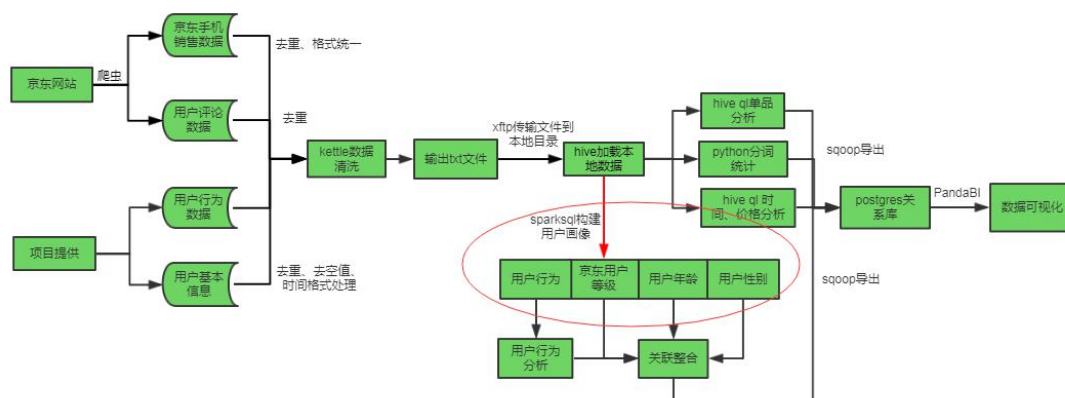 京东手机
销售数据
去重、格式统一
京东网站
爬虫
用户评论
数据
去重
kettle数据
清洗
输出txt文件
xftp传输文件到
本地目录
hive加载本
地数据
hive ql单品
分析
python分词
统计
hive ql 时
间、价格分析
sqoop导出
postgres关
系库
PandaBI
数据可视化
用户行为
数据
项目提供
用户基本
信息
去重、去空值、
时间格式处理
sparksql构建
用户画像
sqoop导出
用户行为
京东用户
等级
用户年龄
用户性别
用户行为
分析
关联整合